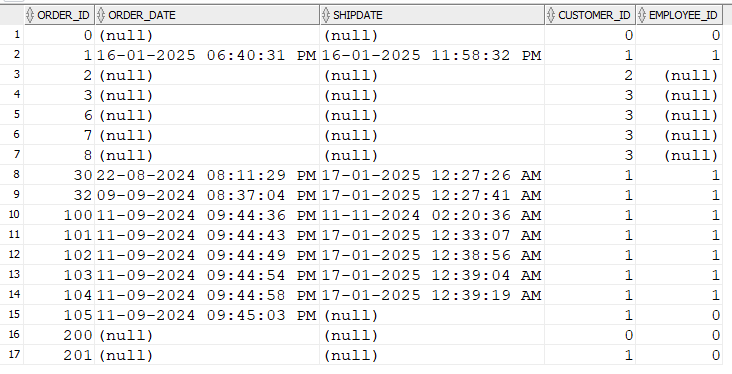 ORDER_ID ORDER_DATE SHIPDATE CUSTOMER_ID EMPLOYEE_ID
1 0 (null) (null) 0 0
2 1 16-01-2025 06:40:31 PM 16-01-2025 11:58:32 PM 1 1
3 2 (null) (null) 2 (null)
4 3 (null) (null) 3 (null)
5 6 (null) (null) 3 (null)
6 7 (null) (null) 3 (null)
7 8 (null) (null) 3 (null)
8 30 22-08-2024 08:11:29 PM 17-01-2025 12:27:26 AM 1 1
9 32 09-09-2024 08:37:04 PM 17-01-2025 12:27:41 AM 1 1
10 100 11-09-2024 09:44:36 PM 11-11-2024 02:20:36 AM 1 1
11 101 11-09-2024 09:44:43 PM 17-01-2025 12:33:07 AM 1 1
12 102 11-09-2024 09:44:49 PM 17-01-2025 12:38:56 AM 1 1
13 103 11-09-2024 09:44:54 PM 17-01-2025 12:39:04 AM 1 1
14 104 11-09-2024 09:44:58 PM 17-01-2025 12:39:19 AM 1 1
15 105 11-09-2024 09:45:03 PM (null) 1 0
16 200 (null) (null) 0 0
17 201 (null) (null) 1 0